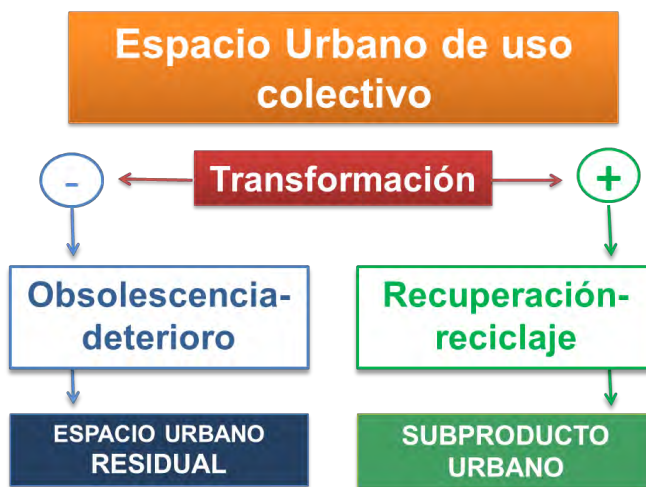 Espacio Urbano de uso
colectivo
-
Transformación
+
Obsolescencia-
deterioro
Recuperación-
reciclaje
ESPACIO URBANO
RESIDUAL
SUBPRODUCTO
URBANO